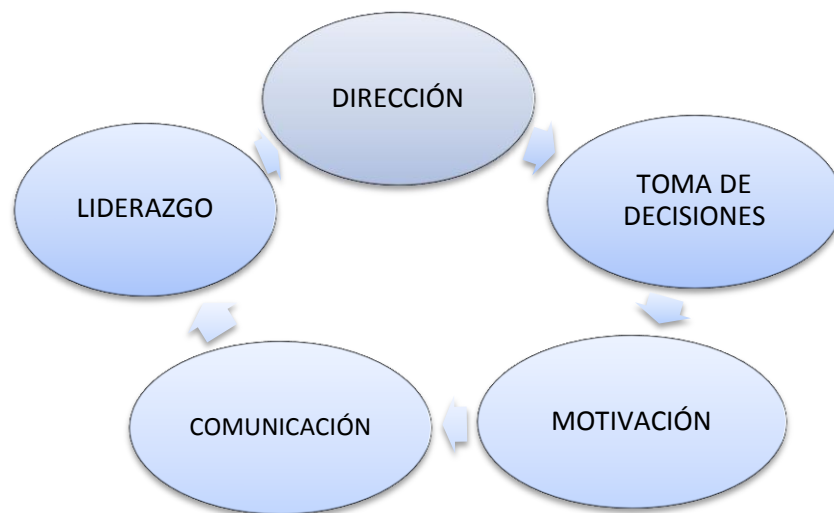 DIRECCIÓN
TOMA DE
DECISIONES
MOTIVACIÓN
COMUNICACIÓN
LIDERAZGO